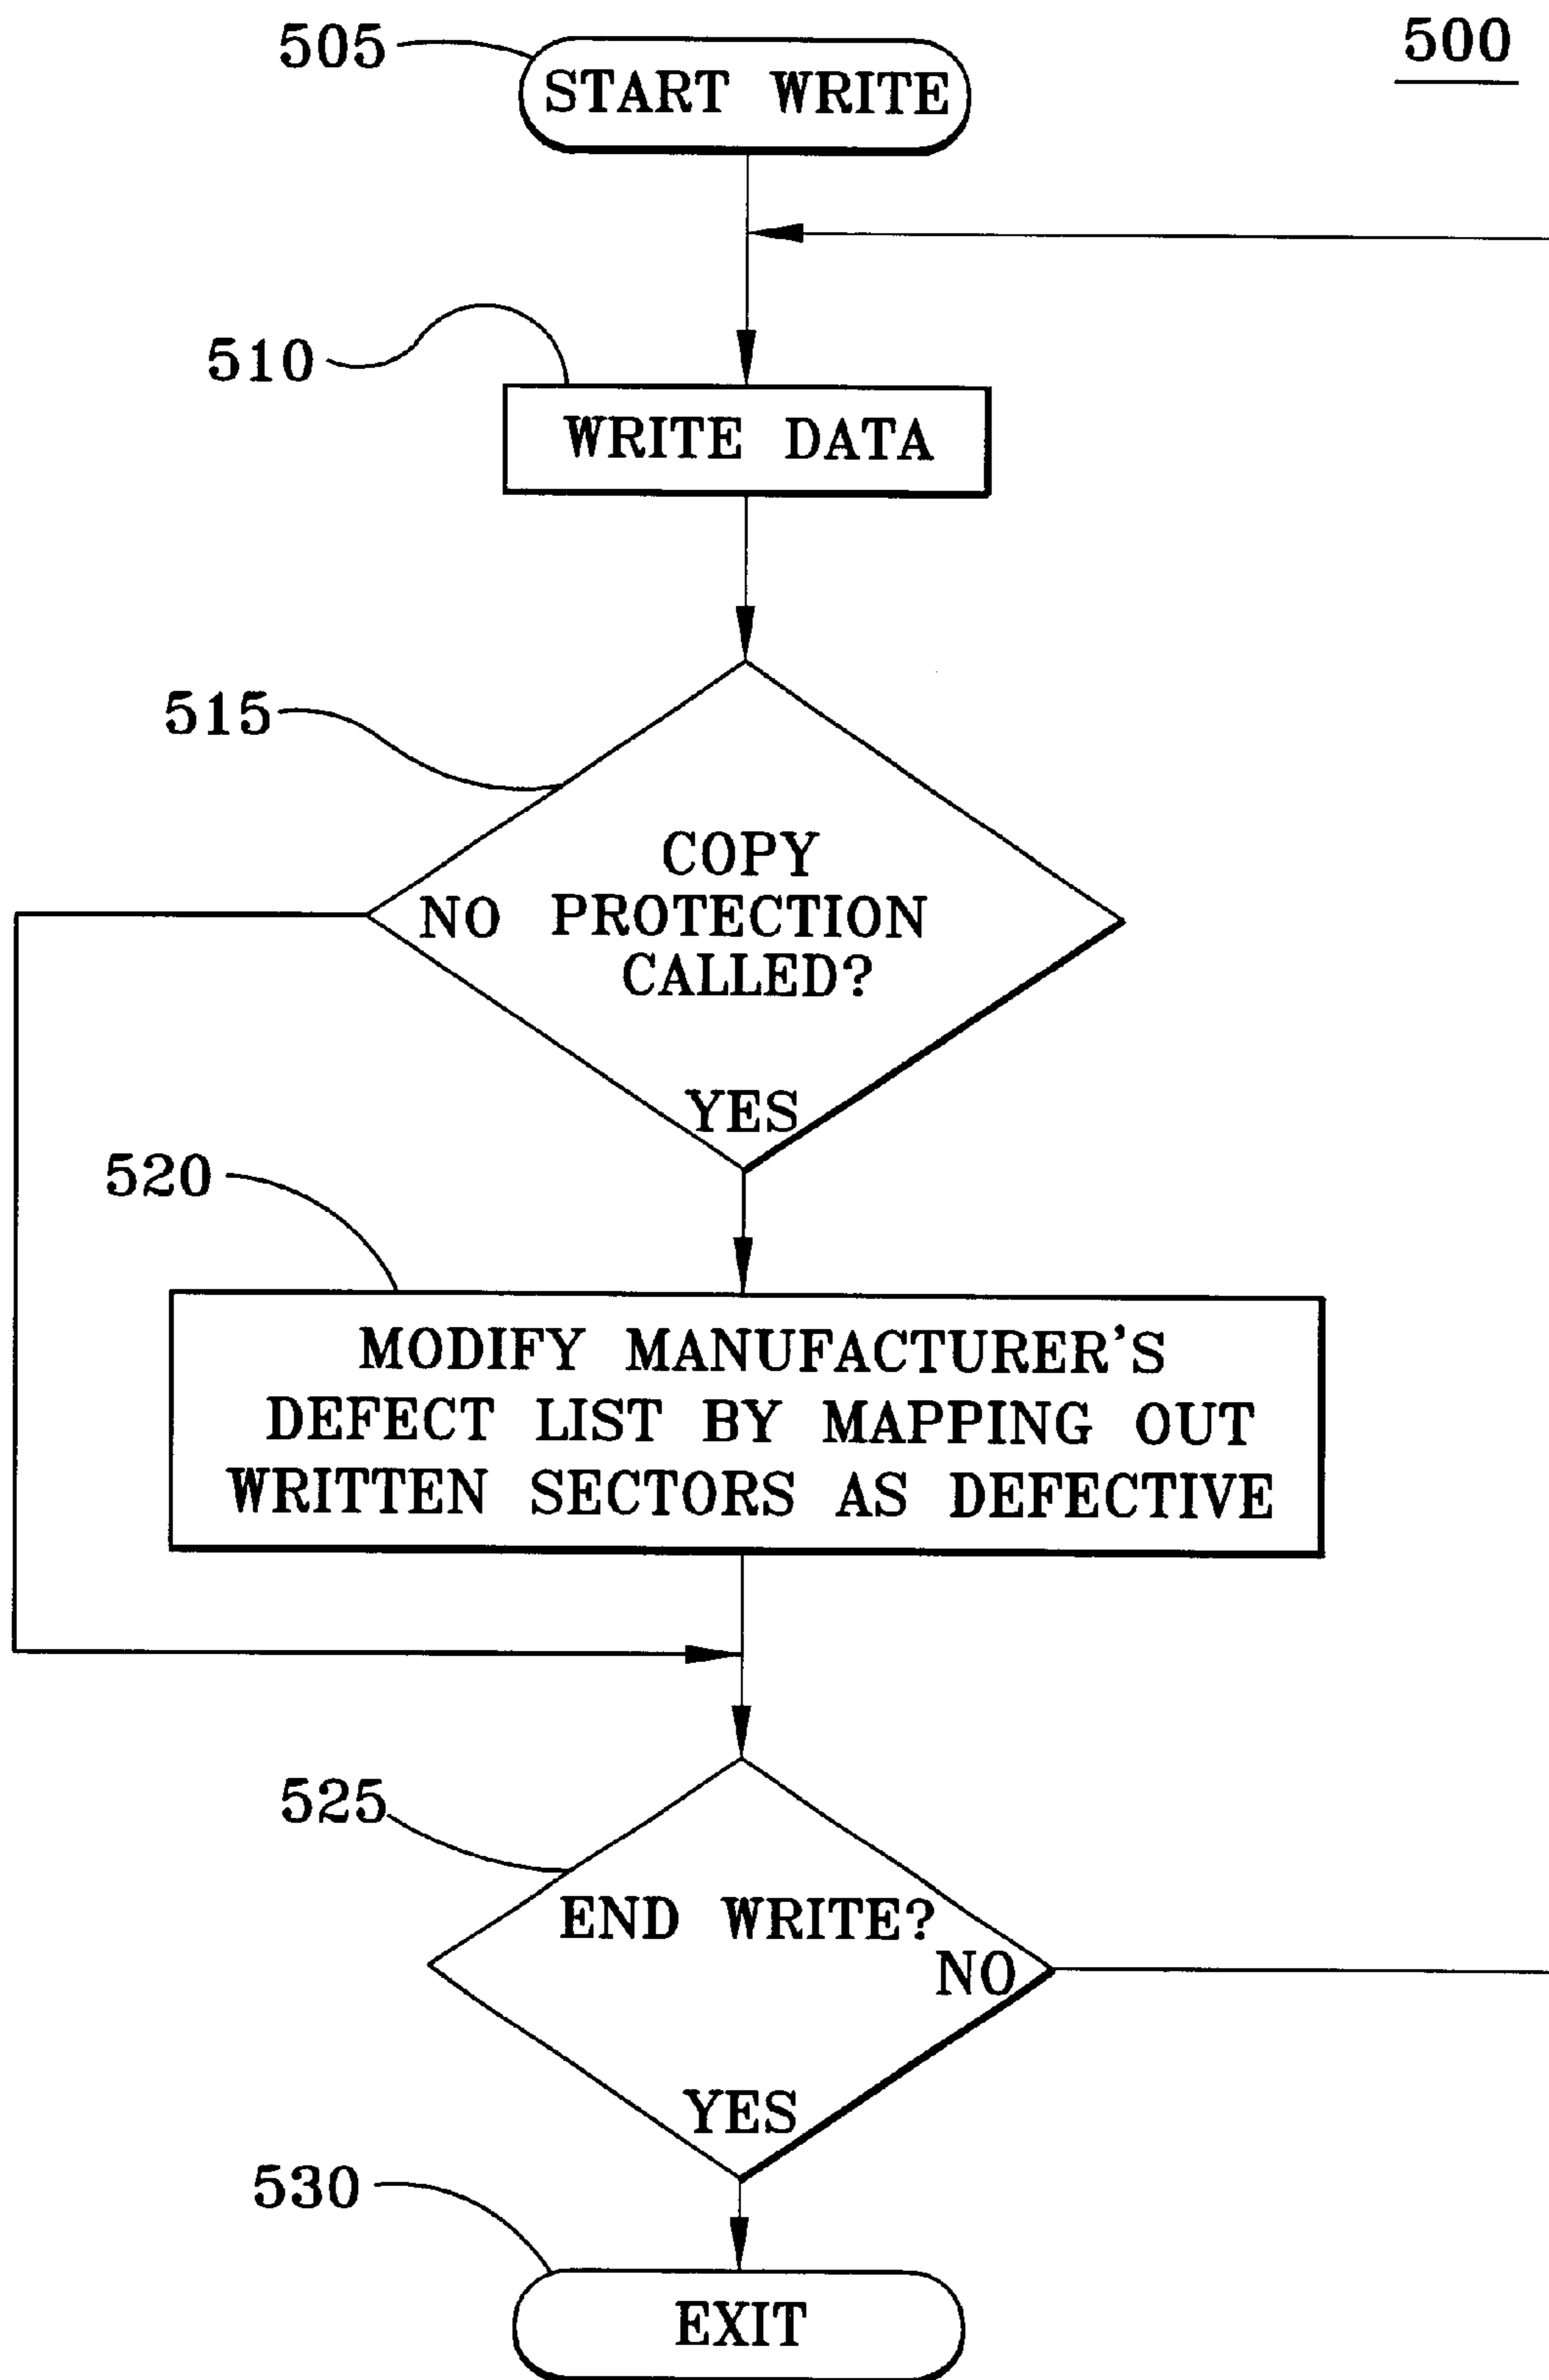 500
505
START WRITE
510
WRITE DATA
515
COPY
NO PROTECTION
CALLED?
YES
520
MODIFY MANUFACTURER'S
DEFECT LIST BY MAPPING OUT
WRITTEN SECTORS AS DEFECTIVE
525
END WRITE?
NO
YES
530
EXIT